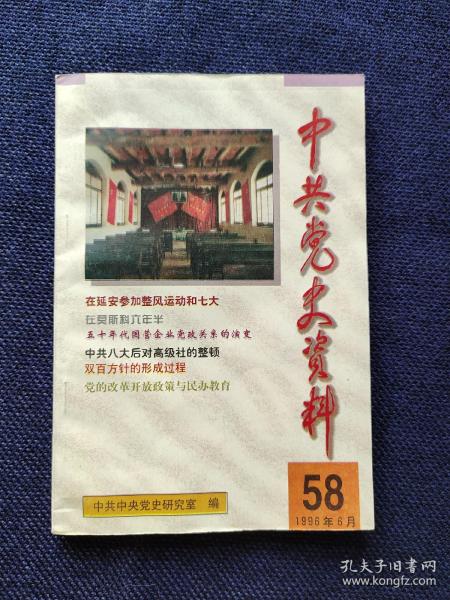 中共党史资料
在延安参加整风运动和七大
在莫斯科六年半
五十年代国营企业党政关系的演变
中共八大后对高级社的整顿
双百方针的形成过程
党的改革开放政策与民办教育
58
1996年6月
中共中央党史研究室 编
孔夫子旧书网
www.kongfz.com